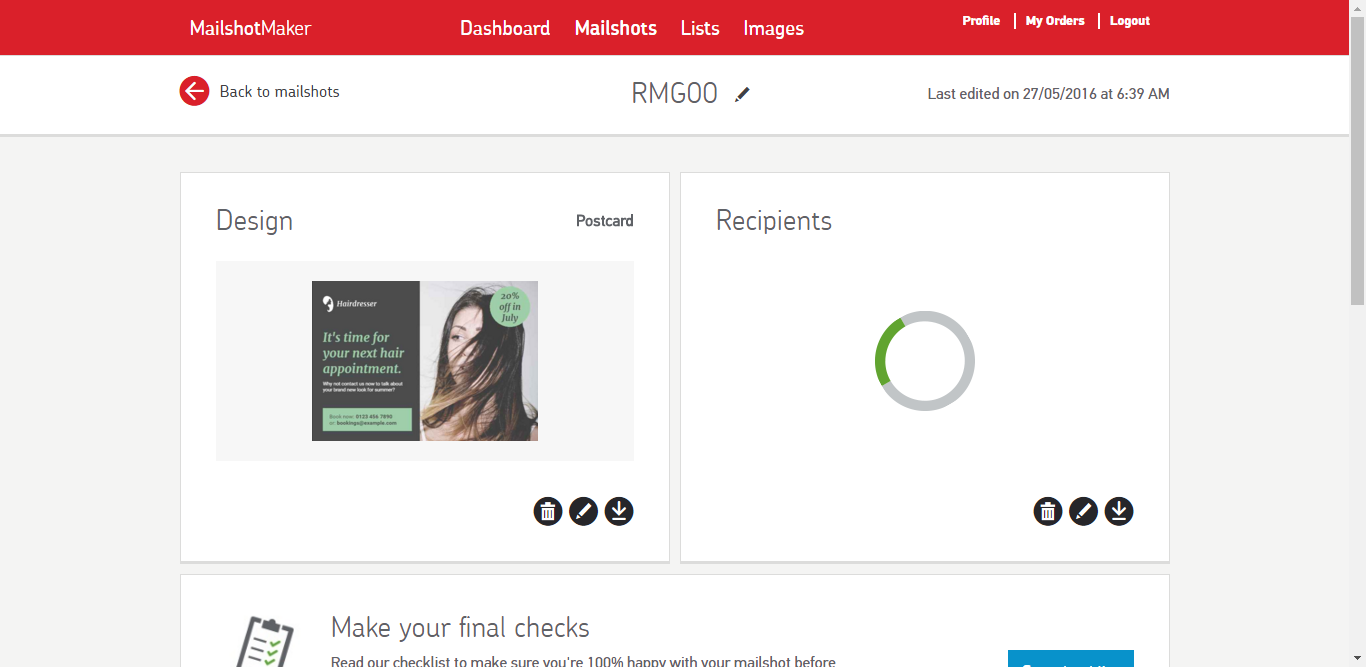 MailshotMaker
Dashboard
Mailshots
Lists
Images
Profile
My Orders
Logout
Back to mailshots
RMG00
Last edited on 27/05/2016 at 6:39 AM
Design
Postcard
Hairdresser
20%
off in
July
It's time for
your next hair
appointment.
Why not contact us now to talk about
your brand new look for summer?
Book now: 0123 456 7890
or: bookings@example.com
Recipients
Make your final checks
Read our checklist to make sure you're 100% happy with your mailshot before